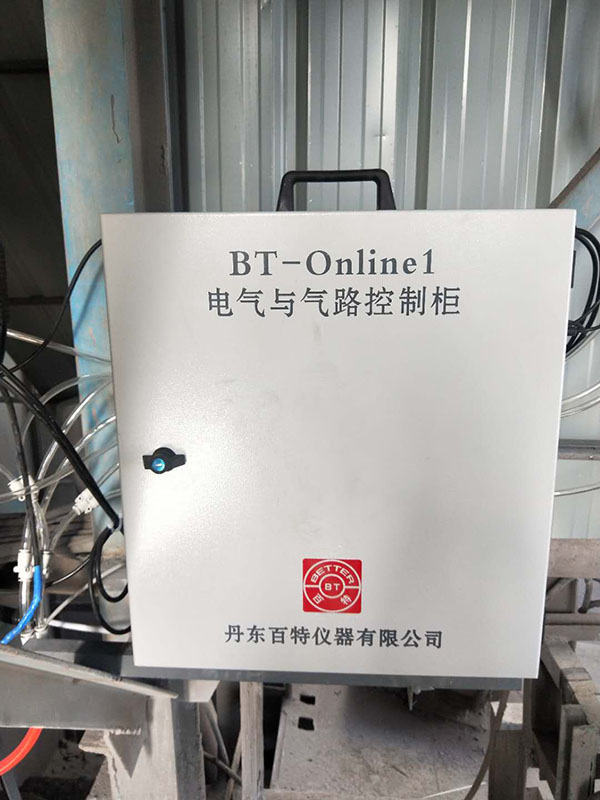 BT-Online1
电气与气路控制柜
BETTER
BT
百特
丹东百特仪器有限公司